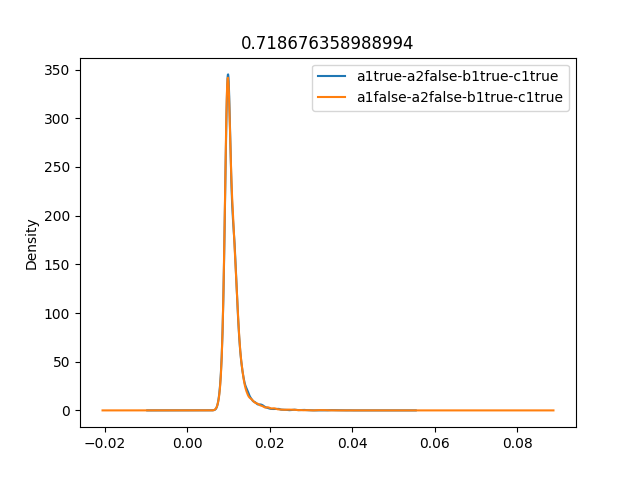 0.718676358988994
a1true-a2false-b1true-c1true
a1false-a2false-b1true-c1true
Density
350
300
250
200
150
100
50
0
−0.02 0.00 0.02 0.04 0.06 0.08